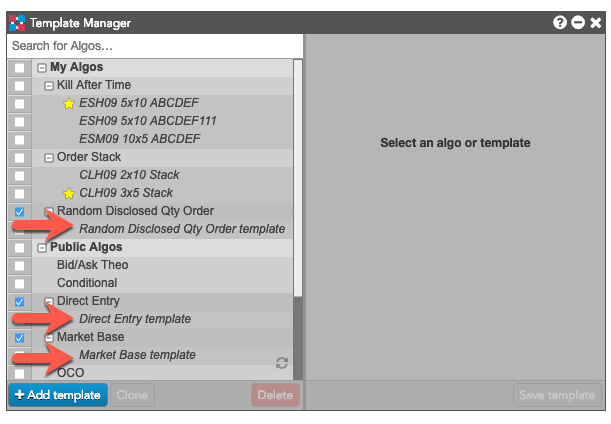 Template Manager
Search for Algos...
My Algos
Kill After Time
ESH09 5x10 ABCDEF
ESH09 5x10 ABCDEF111
ESM09 10x5 ABCDEF
Order Stack
CLH09 2x10 Stack
CLH09 3x5 Stack
Random Disclosed Qty Order
Random Disclosed Qty Order template
Public Algos
Bid/Ask Theo
Conditional
Direct Entry
Direct Entry template
Market Base
Market Base template
OCO
Select an algo or template
+ Add template
Clone
Delete
Save template